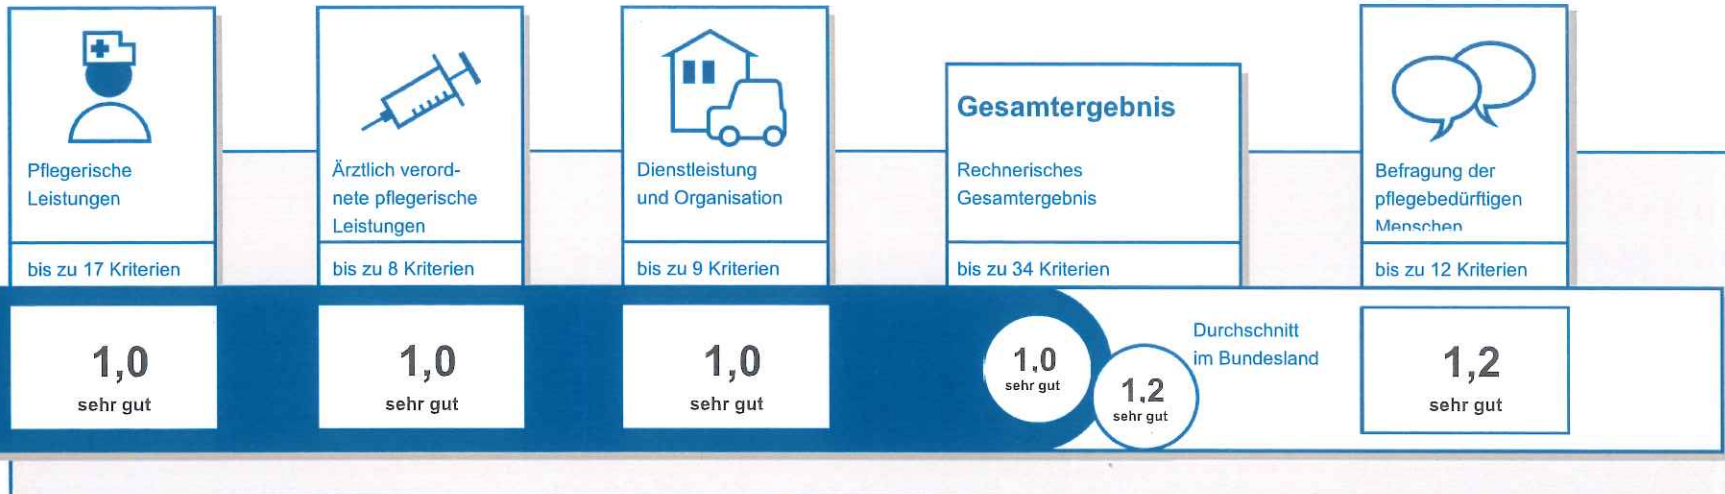 Pflegerische
Leistungen
bis zu 17 Kriterien
1,0
sehr gut
Ärztlich verord-
nete pflegerische
Leistungen
bis zu 8 Kriterien
1,0
sehr gut
Dienstleistung
und Organisation
bis zu 9 Kriterien
1,0
sehr gut
Gesamtergebnis
Rechnerisches
Gesamtergebnis
bis zu 34 Kriterien
1,0
sehr gut
1,2
sehr gut
Durchschnitt
im Bundesland
Befragung der
pflegebedürftigen
Menschen
bis zu 12 Kriterien
1,2
sehr gut